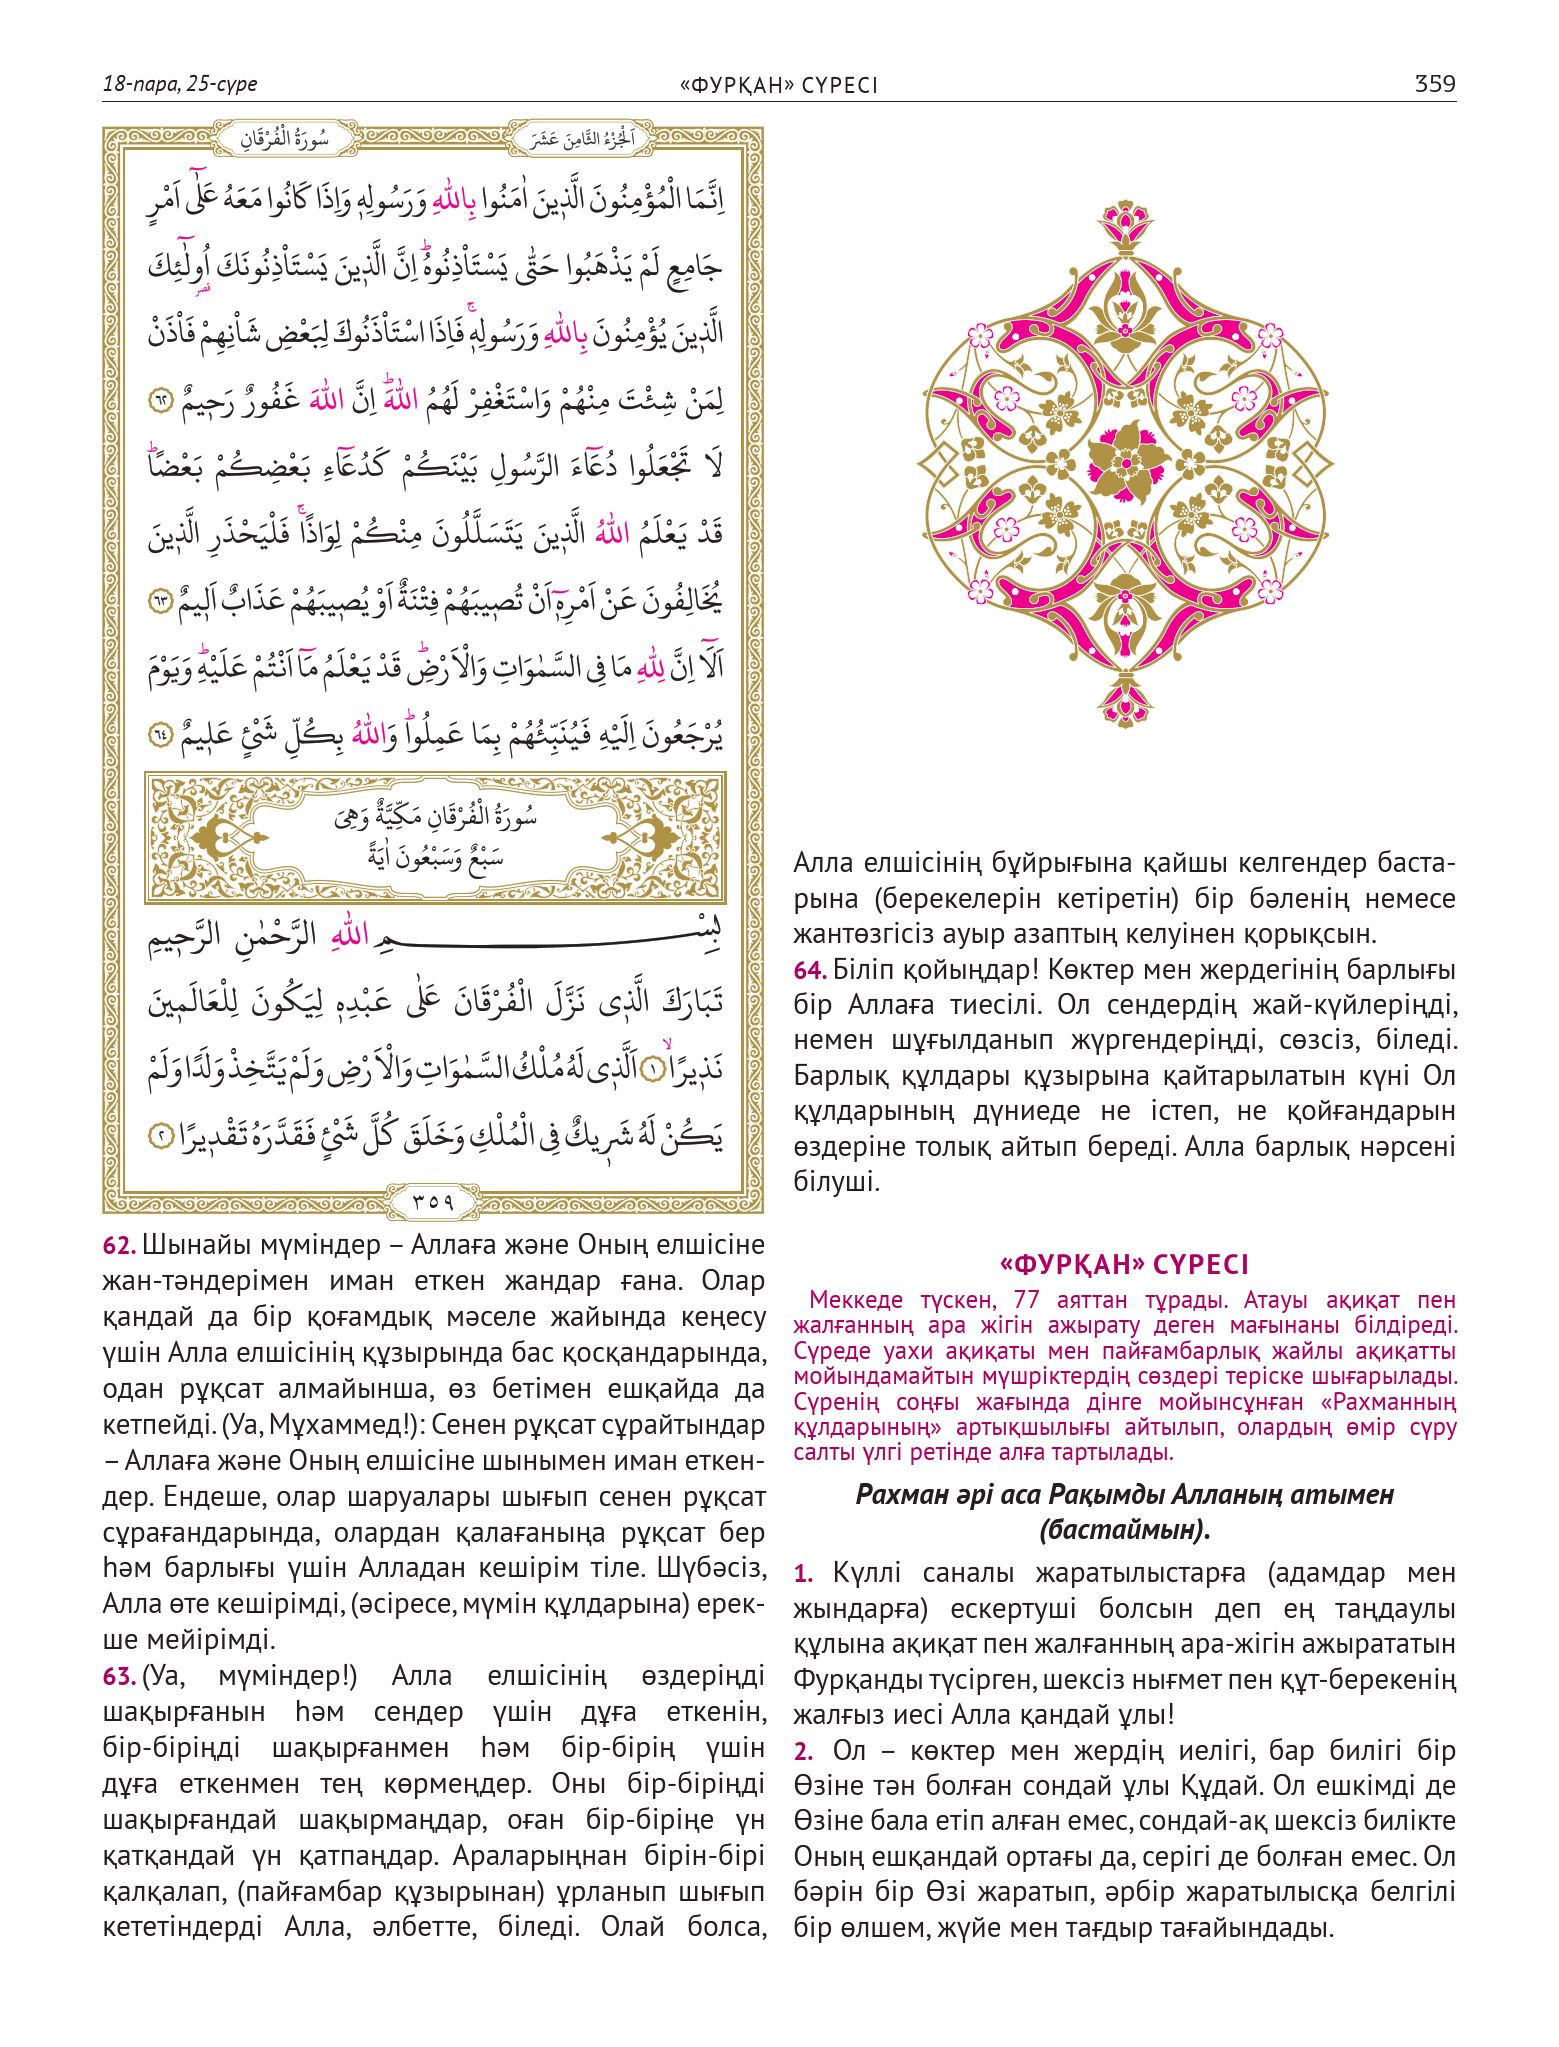 18-пара, 25-сүре
«ФУРҚАН» СҮРЕСІ
359
سُورَةُ الْفُرْقَانِ
اَلْجُزْءُ الثَّامِنَ عَشَرَ
اِنَّمَا الْمُؤْمِنُونَ الَّذ۪ينَ اٰمَنُوا بِاللّٰهِ وَرَسُولِه۪ وَاِذَا كَانُوا مَعَهُ عَلٰٓى اَمْرٍ
جَامِعٍ لَمْ يَذْهَبُوا حَتّٰى يَسْتَأْذِنُوهُۜ اِنَّ الَّذ۪ينَ يَسْتَأْذِنُونَكَ اُو۬لٰٓئِكَ
الَّذ۪ينَ يُؤْمِنُونَ بِاللّٰهِ وَرَسُولِه۪ۚ فَاِذَا اسْتَأْذَنُوكَ لِبَعْضِ شَأْنِهِمْ فَأْذَنْ
لِمَنْ شِئْتَ مِنْهُمْ وَاسْتَغْفِرْ لَهُمُ اللّٰهَۜ اِنَّ اللّٰهَ غَفُورٌ رَح۪يمٌ ٦٢
لَا تَجْعَلُوا دُعَٓاءَ الرَّسُولِ بَيْنَكُمْ كَدُعَٓاءِ بَعْضِكُمْ بَعْضًاۜ
قَدْ يَعْلَمُ اللّٰهُ الَّذ۪ينَ يَتَسَلَّلُونَ مِنْكُمْ لِوَاذًاۚ فَلْيَحْذَرِ الَّذ۪ينَ
يُخَالِفُونَ عَنْ اَمْرِه۪ٓ اَنْ تُص۪يبَهُمْ فِتْنَةٌ اَوْ يُص۪يبَهُمْ عَذَابٌ اَل۪يمٌ ٦٣
اَلَٓا اِنَّ لِلّٰهِ مَا فِى السَّمٰوَاتِ وَالْاَرْضِۜ قَدْ يَعْلَمُ مَٓا اَنْتُمْ عَلَيْهِۜ وَيَوْمَ
يُرْجَعُونَ اِلَيْهِ فَيُنَبِّئُهُمْ بِمَا عَمِلُواۜ وَاللّٰهُ بِكُلِّ شَىْءٍ عَل۪يمٌ ٦٤
سُورَةُ الْفُرْقَانِ مَكِّيَّةٌ وَهِىَ
سَبْعٌ وَسَبْعُونَ اٰيَةً
بِسْمِ اللّٰهِ الرَّحْمٰنِ الرَّح۪يمِ
تَبَارَكَ الَّذ۪ى نَزَّلَ الْفُرْقَانَ عَلٰى عَبْدِه۪ لِيَكُونَ لِلْعَالَم۪ينَ
نَذ۪يرًاۙ ١ اَلَّذ۪ى لَهُ مُلْكُ السَّمٰوَاتِ وَالْاَرْضِ وَلَمْ يَتَّخِذْ وَلَدًا وَلَمْ
يَكُنْ لَهُ شَر۪يكٌ فِى الْمُلْكِ وَخَلَقَ كُلَّ شَىْءٍ فَقَدَّرَهُ تَقْد۪يرًا ٢
٣٥٩
62. Шынайы мүміндер – Аллаға және Оның елшісіне
жан-тәндерімен иман еткен жандар ғана. Олар
қандай да бір қоғамдық мәселе жайында кеңесу
үшін Алла елшісінің құзырында бас қосқандарында,
одан рұқсат алмайынша, өз бетімен ешқайда да
кетпейді. (Уа, Мұхаммед!): Сенен рұқсат сұрайтындар
– Аллаға және Оның елшісіне шынымен иман еткен-
дер. Ендеше, олар шаруалары шығып сенен рұқсат
сұрағандарында, олардан қалағаныңа рұқсат бер
һәм барлығы үшін Алладан кешірім тіле. Шүбәсіз,
Алла өте кешірімді, (әсіресе, мүмін құлдарына) ерек-
ше мейірімді.
63. (Уа, мүміндер!) Алла елшісінің өздеріңді
шақырғанын һәм сендер үшін дұға еткенін,
бір-біріңді шақырғанмен һәм бір-бірің үшін
дұға еткенмен тең көрмеңдер. Оны бір-біріңді
шақырғандай шақырмаңдар, оған бір-біріңе үн
қатқандай үн қатпаңдар. Араларыңнан бірін-бірі
қалқалап, (пайғамбар құзырынан) ұрланып шығып
кететіндерді Алла, әлбетте, біледі. Олай болса,
Алла елшісінің бұйрығына қайшы келгендер баста-
рына (берекелерін кетіретін) бір бәленің немесе
жантөзгісіз ауыр азаптың келуінен қорықсын.
64. Біліп қойыңдар! Көктер мен жердегінің барлығы
бір Аллаға тиесілі. Ол сендердің жай-күйлеріңді,
немен шұғылданып жүргендеріңді, сөзсіз, біледі.
Барлық құлдары құзырына қайтарылатын күні Ол
құлдарының дүниеде не істеп, не қойғандарын
өздеріне толық айтып береді. Алла барлық нәрсені
білуші.
«ФУРҚАН» СҮРЕСІ
Меккеде түскен, 77 аяттан тұрады. Атауы ақиқат пен
жалғанның ара жігін ажырату деген мағынаны білдіреді.
Сүреде уахи ақиқаты мен пайғамбарлық жайлы ақиқатты
мойындамайтын мүшріктердің сөздері теріске шығарылады.
Сүренің соңғы жағында дінге мойынсұнған «Рахманның
құлдарының» артықшылығы айтылып, олардың өмір сүру
салты үлгі ретінде алға тартылады.
Рахман әрі аса Рақымды Алланың атымен
(бастаймын).
1. Күллі саналы жаратылыстарға (адамдар мен
жындарға) ескертуші болсын деп ең таңдаулы
құлына ақиқат пен жалғанның ара-жігін ажырататын
Фурқанды түсірген, шексіз нығмет пен құт-берекенің
жалғыз иесі Алла қандай ұлы!
2. Ол – көктер мен жердің иелігі, бар билігі бір
Өзіне тән болған сондай ұлы Құдай. Ол ешкімді де
Өзіне бала етіп алған емес, сондай-ақ шексіз билікте
Оның ешқандай ортағы да, серігі де болған емес. Ол
бәрін бір Өзі жаратып, әрбір жаратылысқа белгілі
бір өлшем, жүйе мен тағдыр тағайындады.